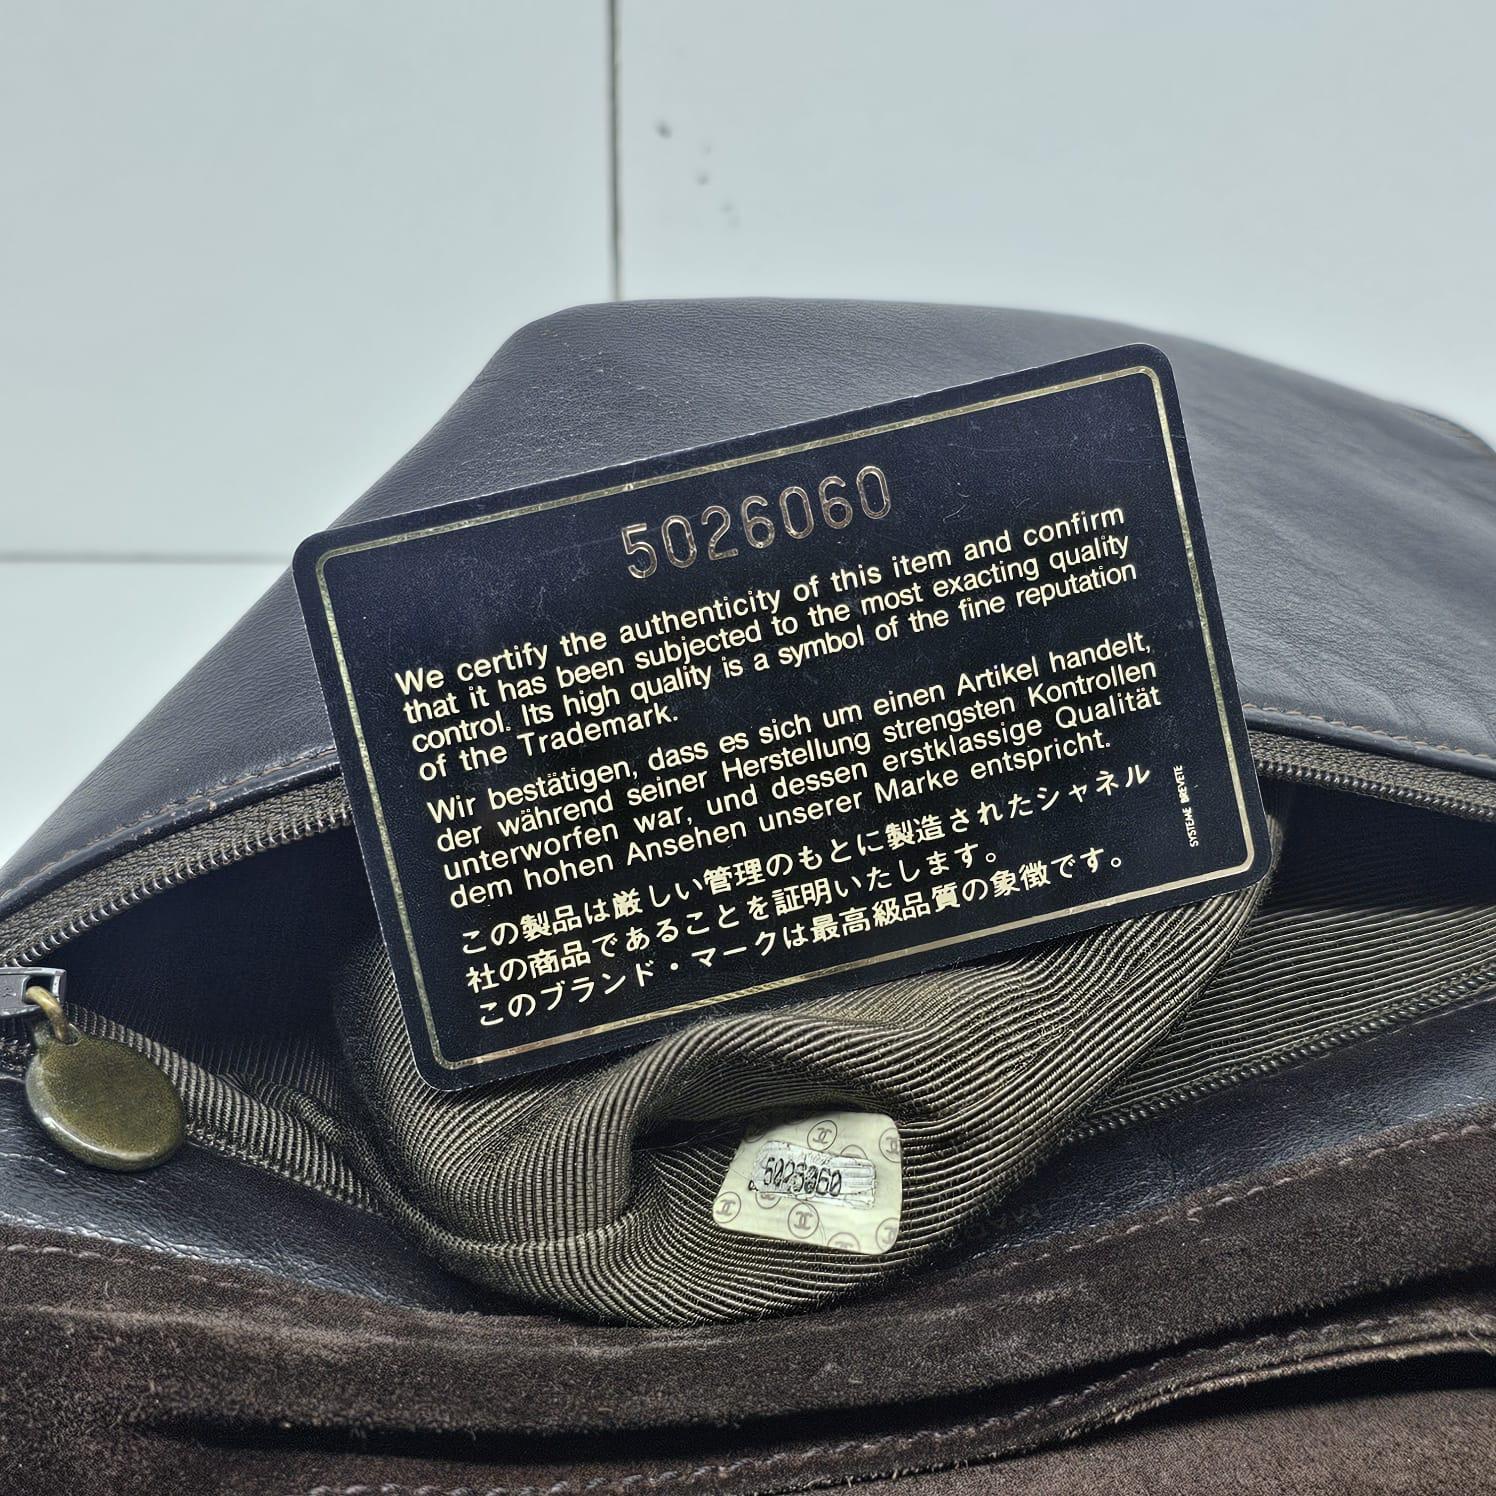 5026060
We certify the authenticity of this item and confirm
that it has been subjected to the most exacting quality
control. Its high quality is a symbol of the fine reputation
of the Trademark.
Wir bestätigen, dass es sich um einen Artikel handelt,
der während seiner Herstellung strengsten Kontrollen
unterworfen war, und dessen erstklassige Qualität
dem hohen Ansehen unserer Marke entspricht.
この製品は厳しい管理のもとに製造されたシャネル
社の商品であることを証明いたします。
このブランド・マークは最高級品質の象徴です。
SYSTEME BREVETE
5026060